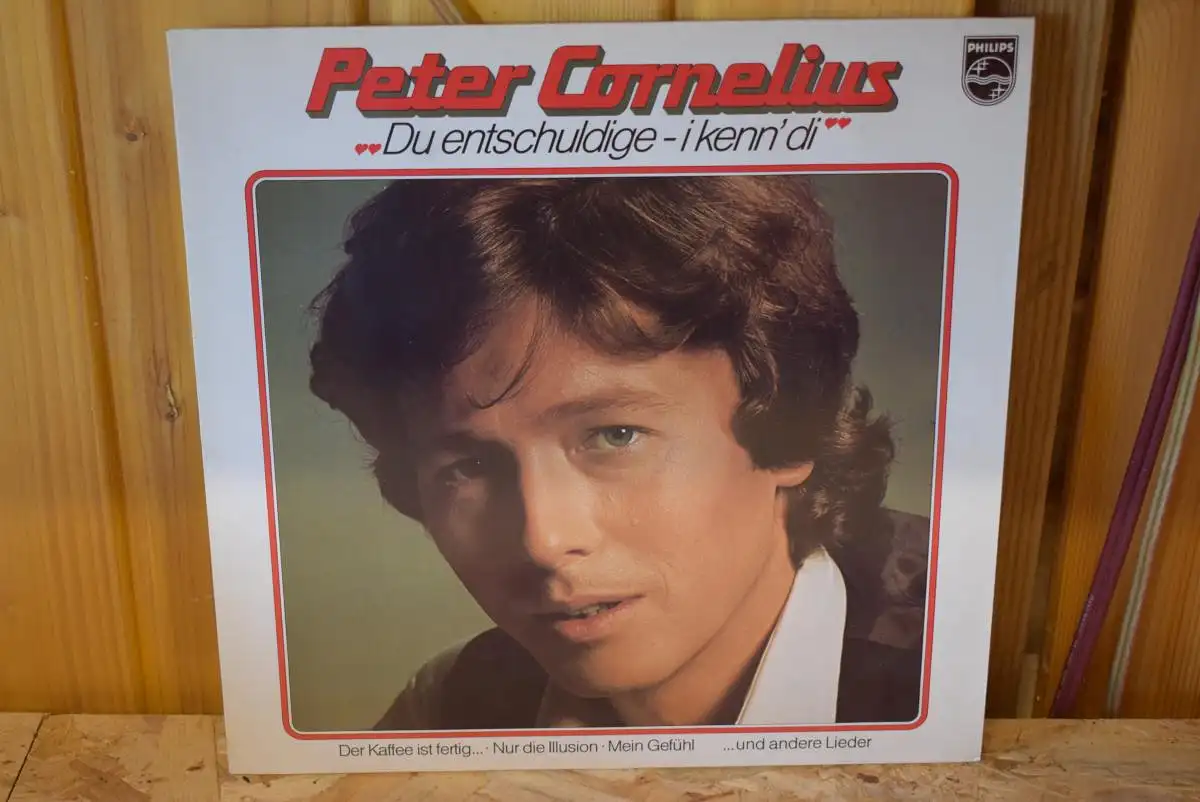 Peter Cornelius
PHILIPS
„Du entschuldige - i kenn' di"
Der Kaffee ist fertig... · Nur die Illusion · Mein Gefühl ...und andere Lieder